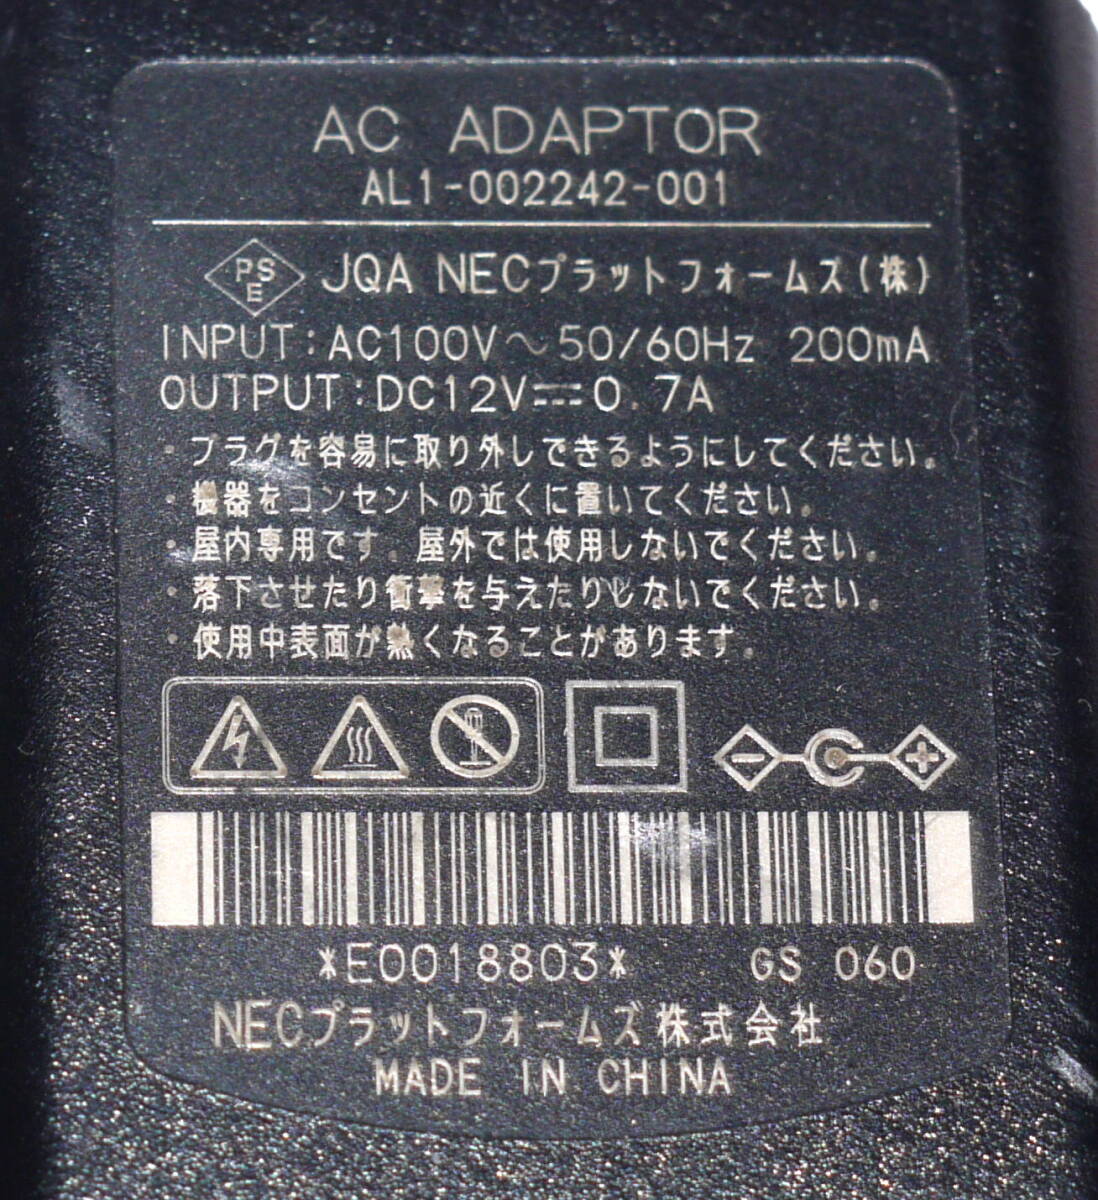 AC ADAPTOR
AL1-002242-001
PSE JQA NECプラットフォームズ(株)
INPUT:AC100V～50/60Hz 200mA
OUTPUT:DC12V⎓0.7A
・プラグを容易に取り外しできるようにしてください。
・機器をコンセントの近くに置いてください。
・屋内専用です。屋外では使用しないでください。
・落下させたり衝撃を与えたりしないでください。
・使用中表面が熱くなることがあります。
- +
*E0018803* GS 060
NECプラットフォームズ株式会社
MADE IN CHINA